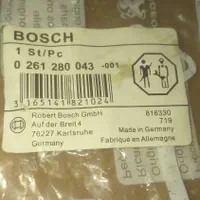 BOSCH
1 St/Pc
0 261 280 043 -001
3 165141 821024
Robert Bosch GmbH
Auf der Breit 4
76227 Karlsruhe
Germany
816330
719
Made in Germany
Fabriqué en Allemagne